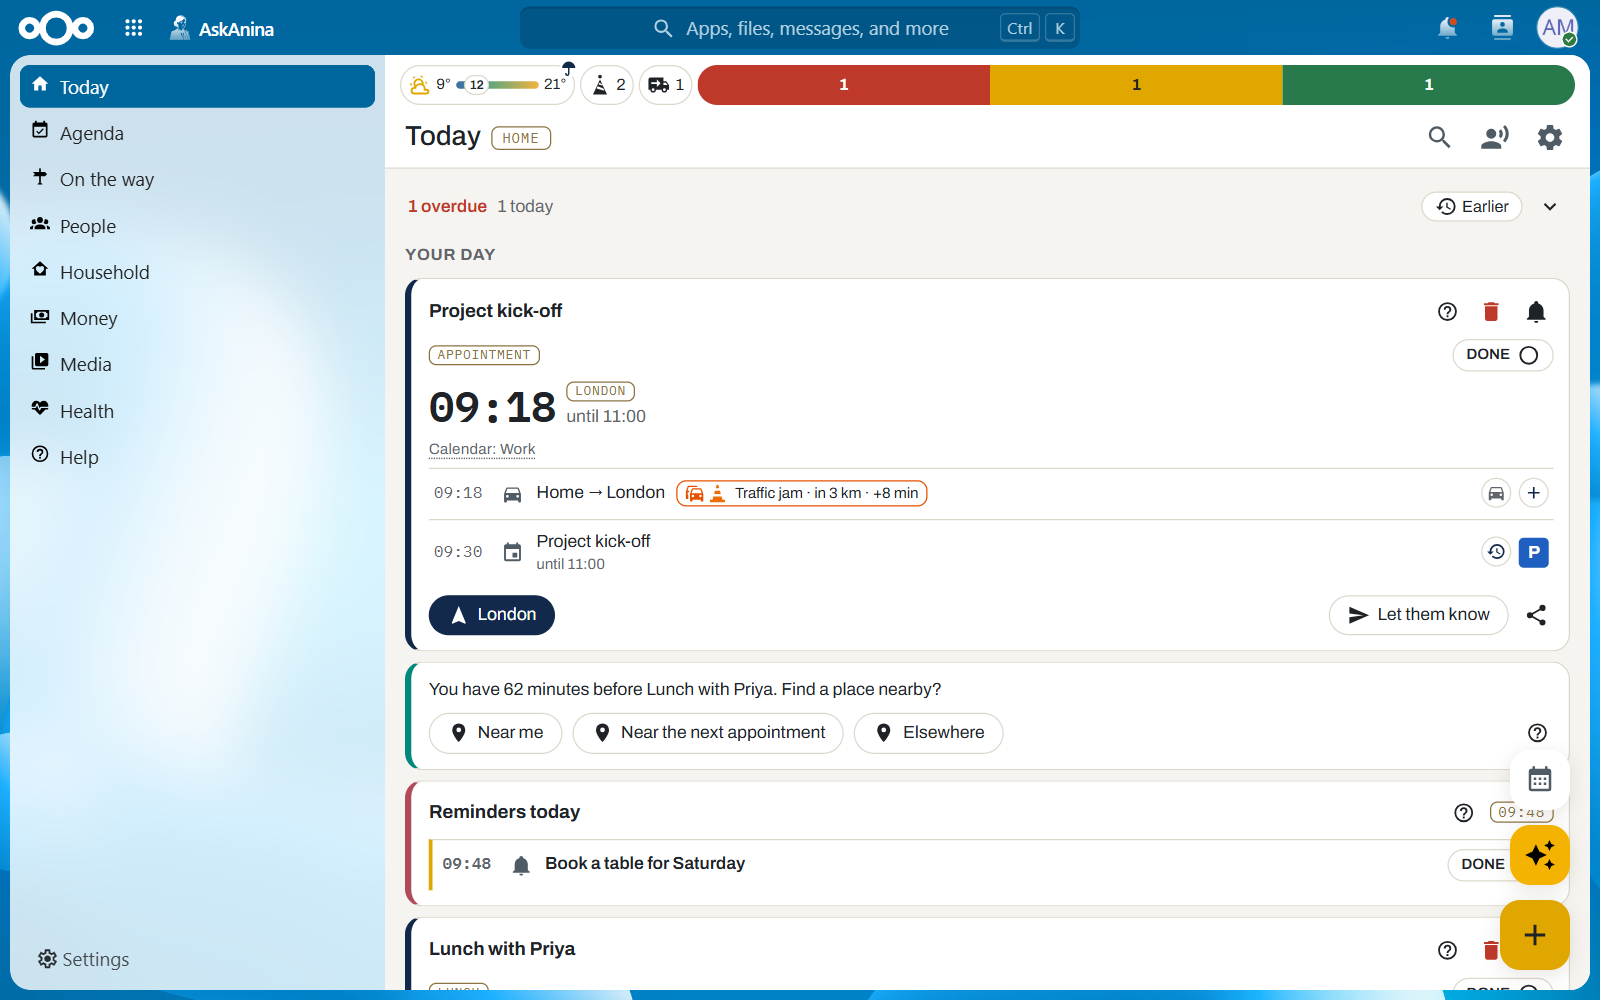 AskAnina
Apps, files, messages, and more
Ctrl
K
AM
Today
Agenda
On the way
People
Household
Money
Media
Health
Help
Settings
9° 12 21°
2
1
1
1
1
Today HOME
1 overdue 1 today
Earlier
YOUR DAY
Project kick-off
APPOINTMENT
DONE
09:18 LONDON
until 11:00
Calendar: Work
09:18 Home → London Traffic jam · in 3 km · +8 min
09:30 Project kick-off
until 11:00
P
London
Let them know
You have 62 minutes before Lunch with Priya. Find a place nearby?
Near me
Near the next appointment
Elsewhere
Reminders today
09:48
09:48 Book a table for Saturday
DONE
Lunch with Priya
LUNCH
DONE